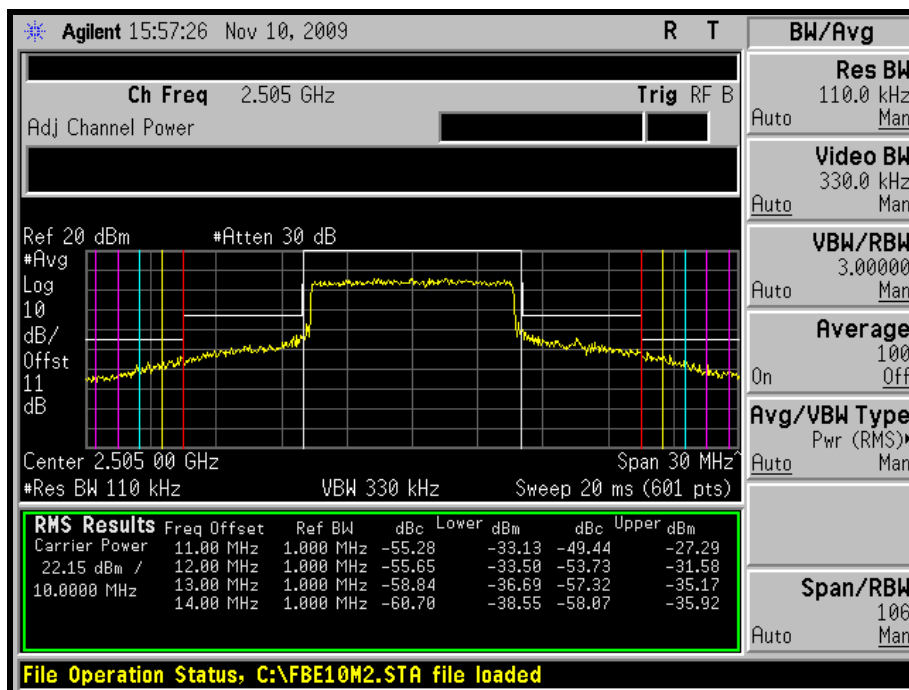 Agilent 15:57:26 Nov 10, 2009 R T
BW/Avg
Ch Freq 2.505 GHz Trig RF B
Adj Channel Power
Ref 20 dBm #Atten 30 dB
#Avg
Log
10
dB/
Offst
11
dB
Center 2.505 00 GHz Span 30 MHz^
#Res BW 110 kHz VBW 330 kHz Sweep 20 ms (601 pts)
RMS Results Freq Offset Ref BW dBc Lower dBm dBc Upper dBm
Carrier Power 11.00 MHz 1.000 MHz -55.28 -33.13 -49.44 -27.29
22.15 dBm / 12.00 MHz 1.000 MHz -55.65 -33.50 -53.73 -31.58
10.0000 MHz 13.00 MHz 1.000 MHz -58.84 -36.69 -57.32 -35.17
14.00 MHz 1.000 MHz -60.70 -38.55 -58.07 -35.92
File Operation Status, C:\FBE10M2.STA file loaded
Res BW
110.0 kHz
Auto Man
Video BW
330.0 kHz
Auto Man
VBW/RBW
3.00000
Auto Man
Average
100
On Off
Avg/VBW Type
Pwr (RMS)▸
Auto Man
Span/RBW
106
Auto Man